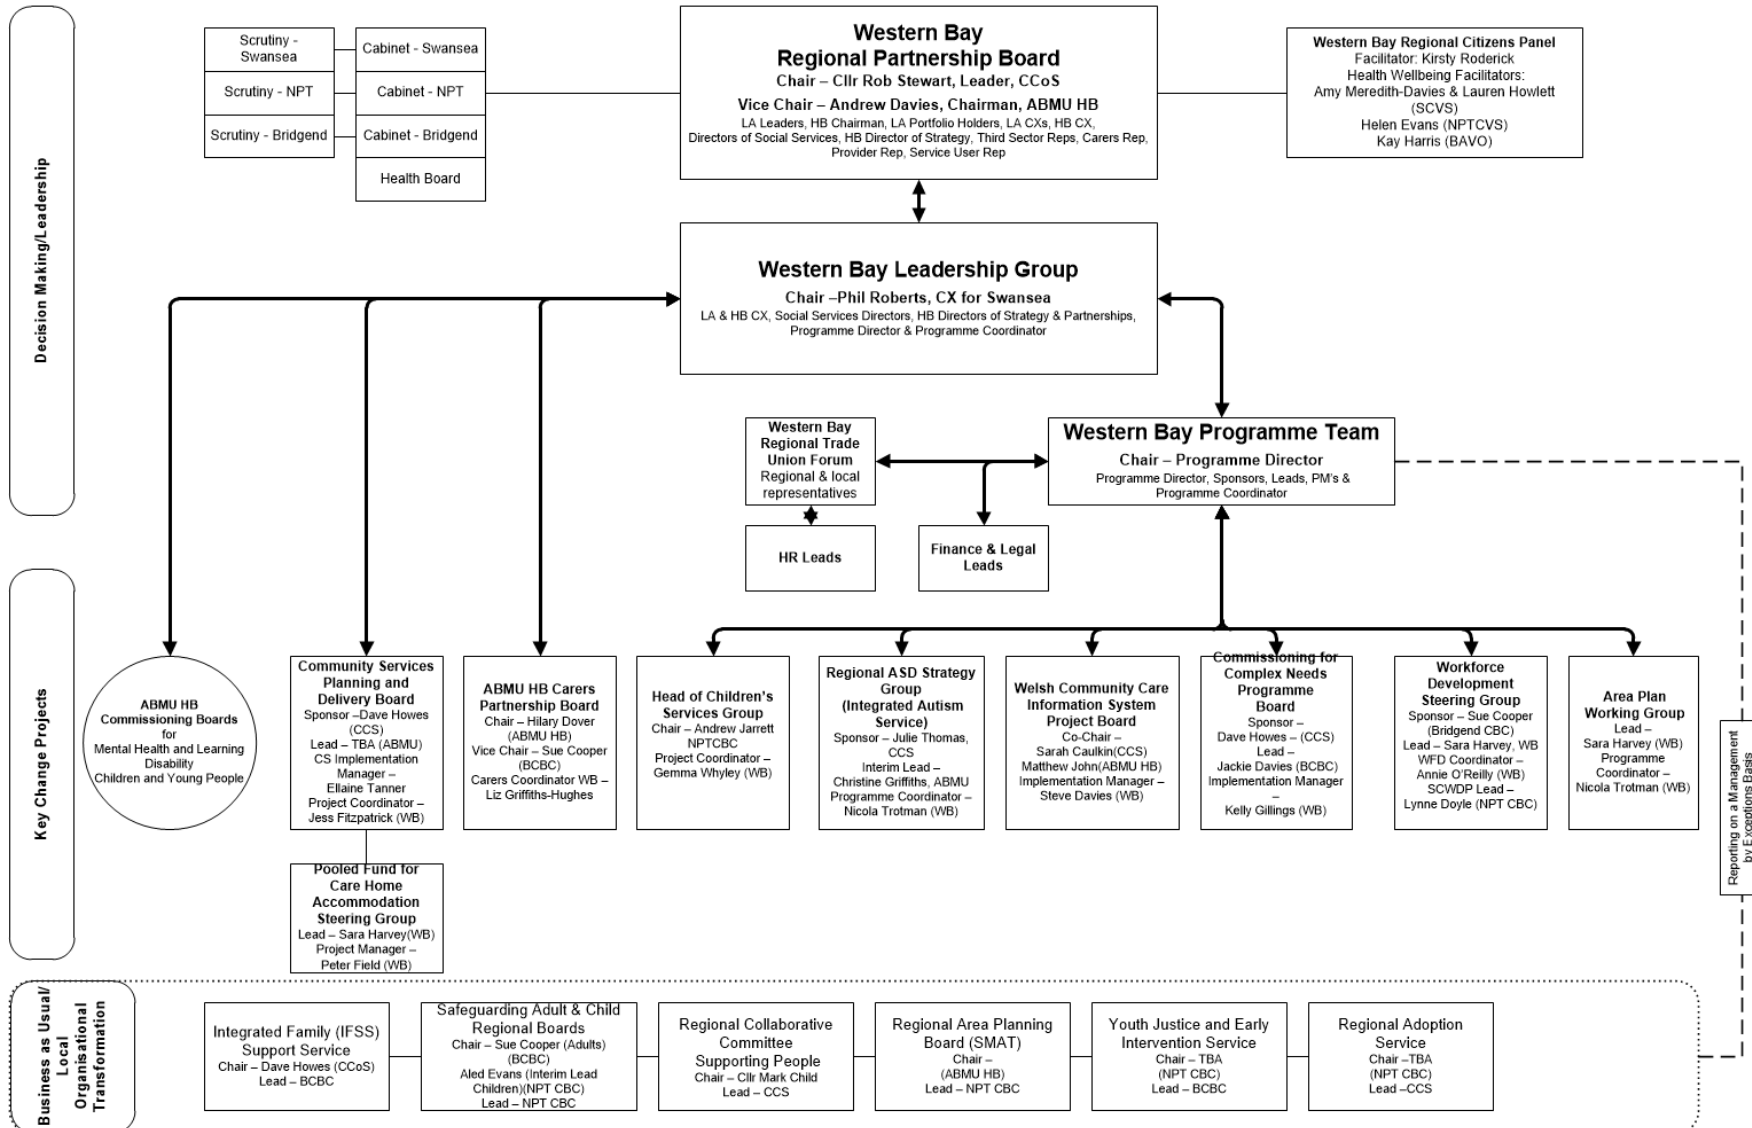 Decision Making/Leadership
Scrutiny -
Swansea
Cabinet - Swansea
Scrutiny - NPT
Cabinet - NPT
Scrutiny - Bridgend
Cabinet - Bridgend
Health Board
Western Bay
Regional Partnership Board
Chair – Cllr Rob Stewart, Leader, CCoS
Vice Chair – Andrew Davies, Chairman, ABMU HB
LA Leaders, HB Chairman, LA Portfolio Holders, LA CXs, HB CX,
Directors of Social Services, HB Director of Strategy, Third Sector Reps, Carers Rep,
Provider Rep, Service User Rep
Western Bay Regional Citizens Panel
Facilitator: Kirsty Roderick
Health Wellbeing Facilitators:
Amy Meredith-Davies & Lauren Howlett
(SCVS)
Helen Evans (NPTCVS)
Kay Harris (BAVO)
Western Bay Leadership Group
Chair –Phil Roberts, CX for Swansea
LA & HB CX, Social Services Directors, HB Directors of Strategy & Partnerships,
Programme Director & Programme Coordinator
Western Bay
Regional Trade
Union Forum
Regional & local
representatives
Western Bay Programme Team
Chair – Programme Director
Programme Director, Sponsors, Leads, PM's &
Programme Coordinator
HR Leads
Finance & Legal
Leads
Key Change Projects
ABMU HB
Commissioning Boards
for
Mental Health and Learning
Disability
Children and Young People
Community Services
Planning and
Delivery Board
Sponsor –Dave Howes
(CCS)
Lead – TBA (ABMU)
CS Implementation
Manager –
Ellaine Tanner
Project Coordinator –
Jess Fitzpatrick (WB)
ABMU HB Carers
Partnership Board
Chair – Hilary Dover
(ABMU HB)
Vice Chair – Sue Cooper
(BCBC)
Carers Coordinator WB –
Liz Griffiths-Hughes
Head of Children's
Services Group
Chair – Andrew Jarrett
NPTCBC
Project Coordinator –
Gemma Whyley (WB)
Regional ASD Strategy
Group
(Integrated Autism
Service)
Sponsor – Julie Thomas,
CCS
Interim Lead –
Christine Griffiths, ABMU
Programme Coordinator –
Nicola Trotman (WB)
Welsh Community Care
Information System
Project Board
Co-Chair –
Sarah Caulkin(CCS)
Matthew John(ABMU HB)
Implementation Manager –
Steve Davies (WB)
Commissioning for
Complex Needs
Programme
Board
Sponsor –
Dave Howes – (CCS)
Lead –
Jackie Davies (BCBC)
Implementation Manager
–
Kelly Gillings (WB)
Workforce
Development
Steering Group
Sponsor – Sue Cooper
(Bridgend CBC)
Lead – Sara Harvey, WB
WFD Coordinator –
Annie O'Reilly (WB)
SCWDP Lead –
Lynne Doyle (NPT CBC)
Area Plan
Working Group
Lead –
Sara Harvey (WB)
Programme
Coordinator –
Nicola Trotman (WB)
Reporting on a Management
by Exceptions Basis
Pooled Fund for
Care Home
Accommodation
Steering Group
Lead – Sara Harvey(WB)
Project Manager –
Peter Field (WB)
Business as Usual/
Local
Organisational
Transformation
Integrated Family (IFSS)
Support Service
Chair – Dave Howes (CCoS)
Lead – BCBC
Safeguarding Adult & Child
Regional Boards
Chair – Sue Cooper (Adults)
(BCBC)
Aled Evans (Interim Lead
Children)(NPT CBC)
Lead – NPT CBC
Regional Collaborative
Committee
Supporting People
Chair – Cllr Mark Child
Lead – CCS
Regional Area Planning
Board (SMAT)
Chair –
(ABMU HB)
Lead – NPT CBC
Youth Justice and Early
Intervention Service
Chair – TBA
(NPT CBC)
Lead – BCBC
Regional Adoption
Service
Chair –TBA
(NPT CBC)
Lead –CCS